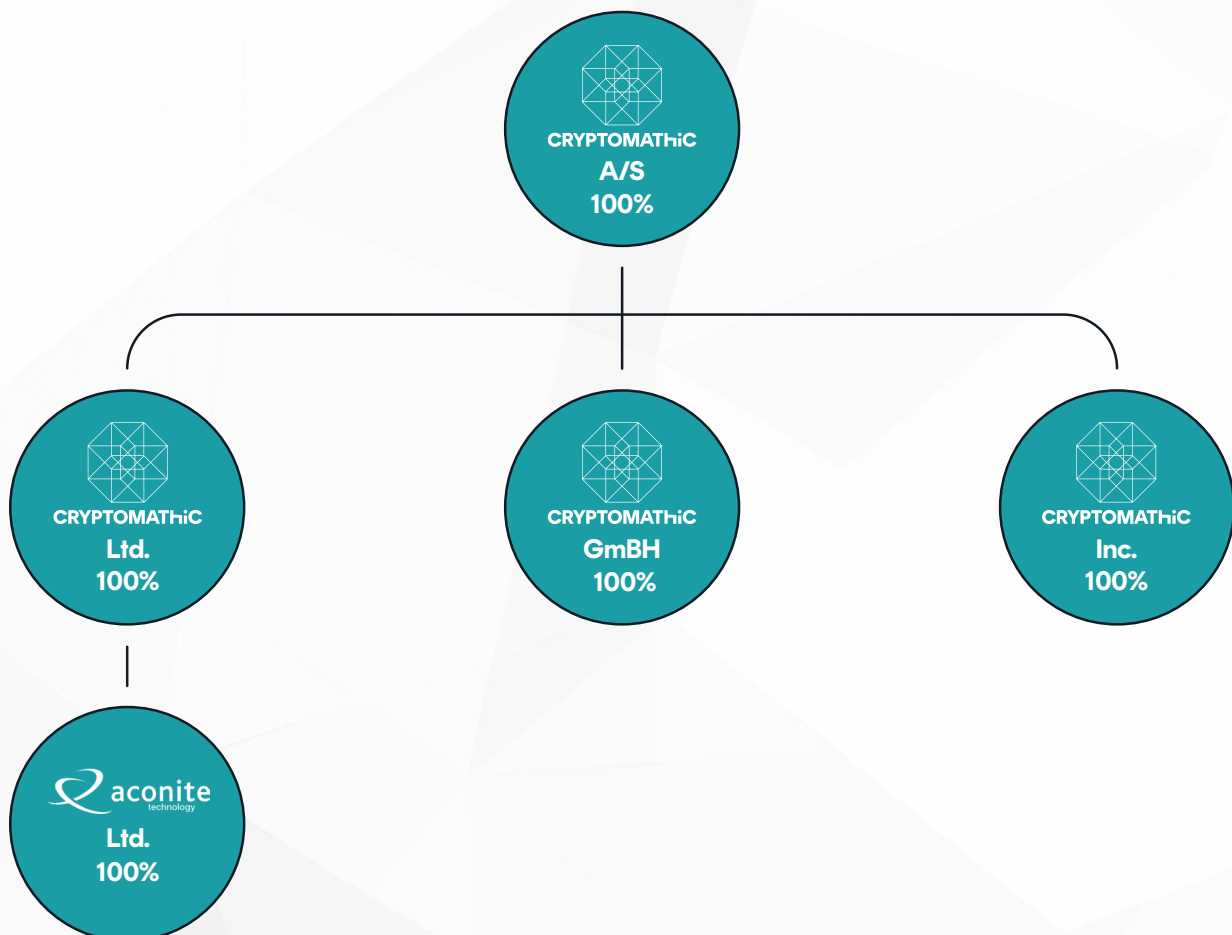 CRYPTOMATHiC
A/S
100%
CRYPTOMATHiC
Ltd.
100%
CRYPTOMATHiC
GmBH
100%
CRYPTOMATHiC
Inc.
100%
aconite
technology
Ltd.
100%